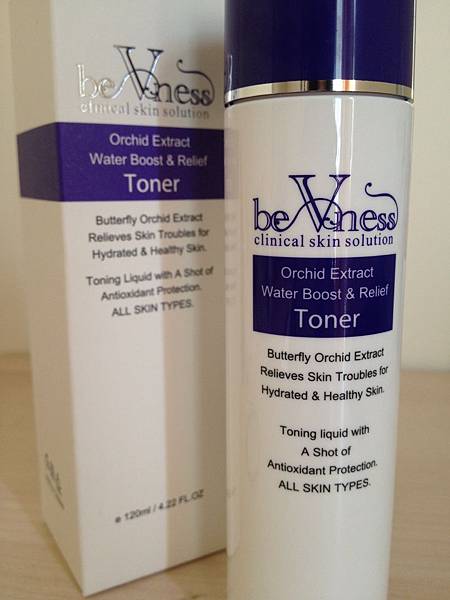 beVness
clinical skin solution
Orchid Extract
Water Boost & Relief
Toner
Butterfly Orchid Extract
Relieves Skin Troubles for
Hydrated & Healthy Skin.
Toning Liquid with A Shot of
Antioxidant Protection.
ALL SKIN TYPES.
e 120ml / 4.22 FL.OZ
beVness
clinical skin solution
Orchid Extract
Water Boost & Relief
Toner
Butterfly Orchid Extract
Relieves Skin Troubles for
Hydrated & Healthy Skin.
Toning liquid with
A Shot of
Antioxidant Protection.
ALL SKIN TYPES.